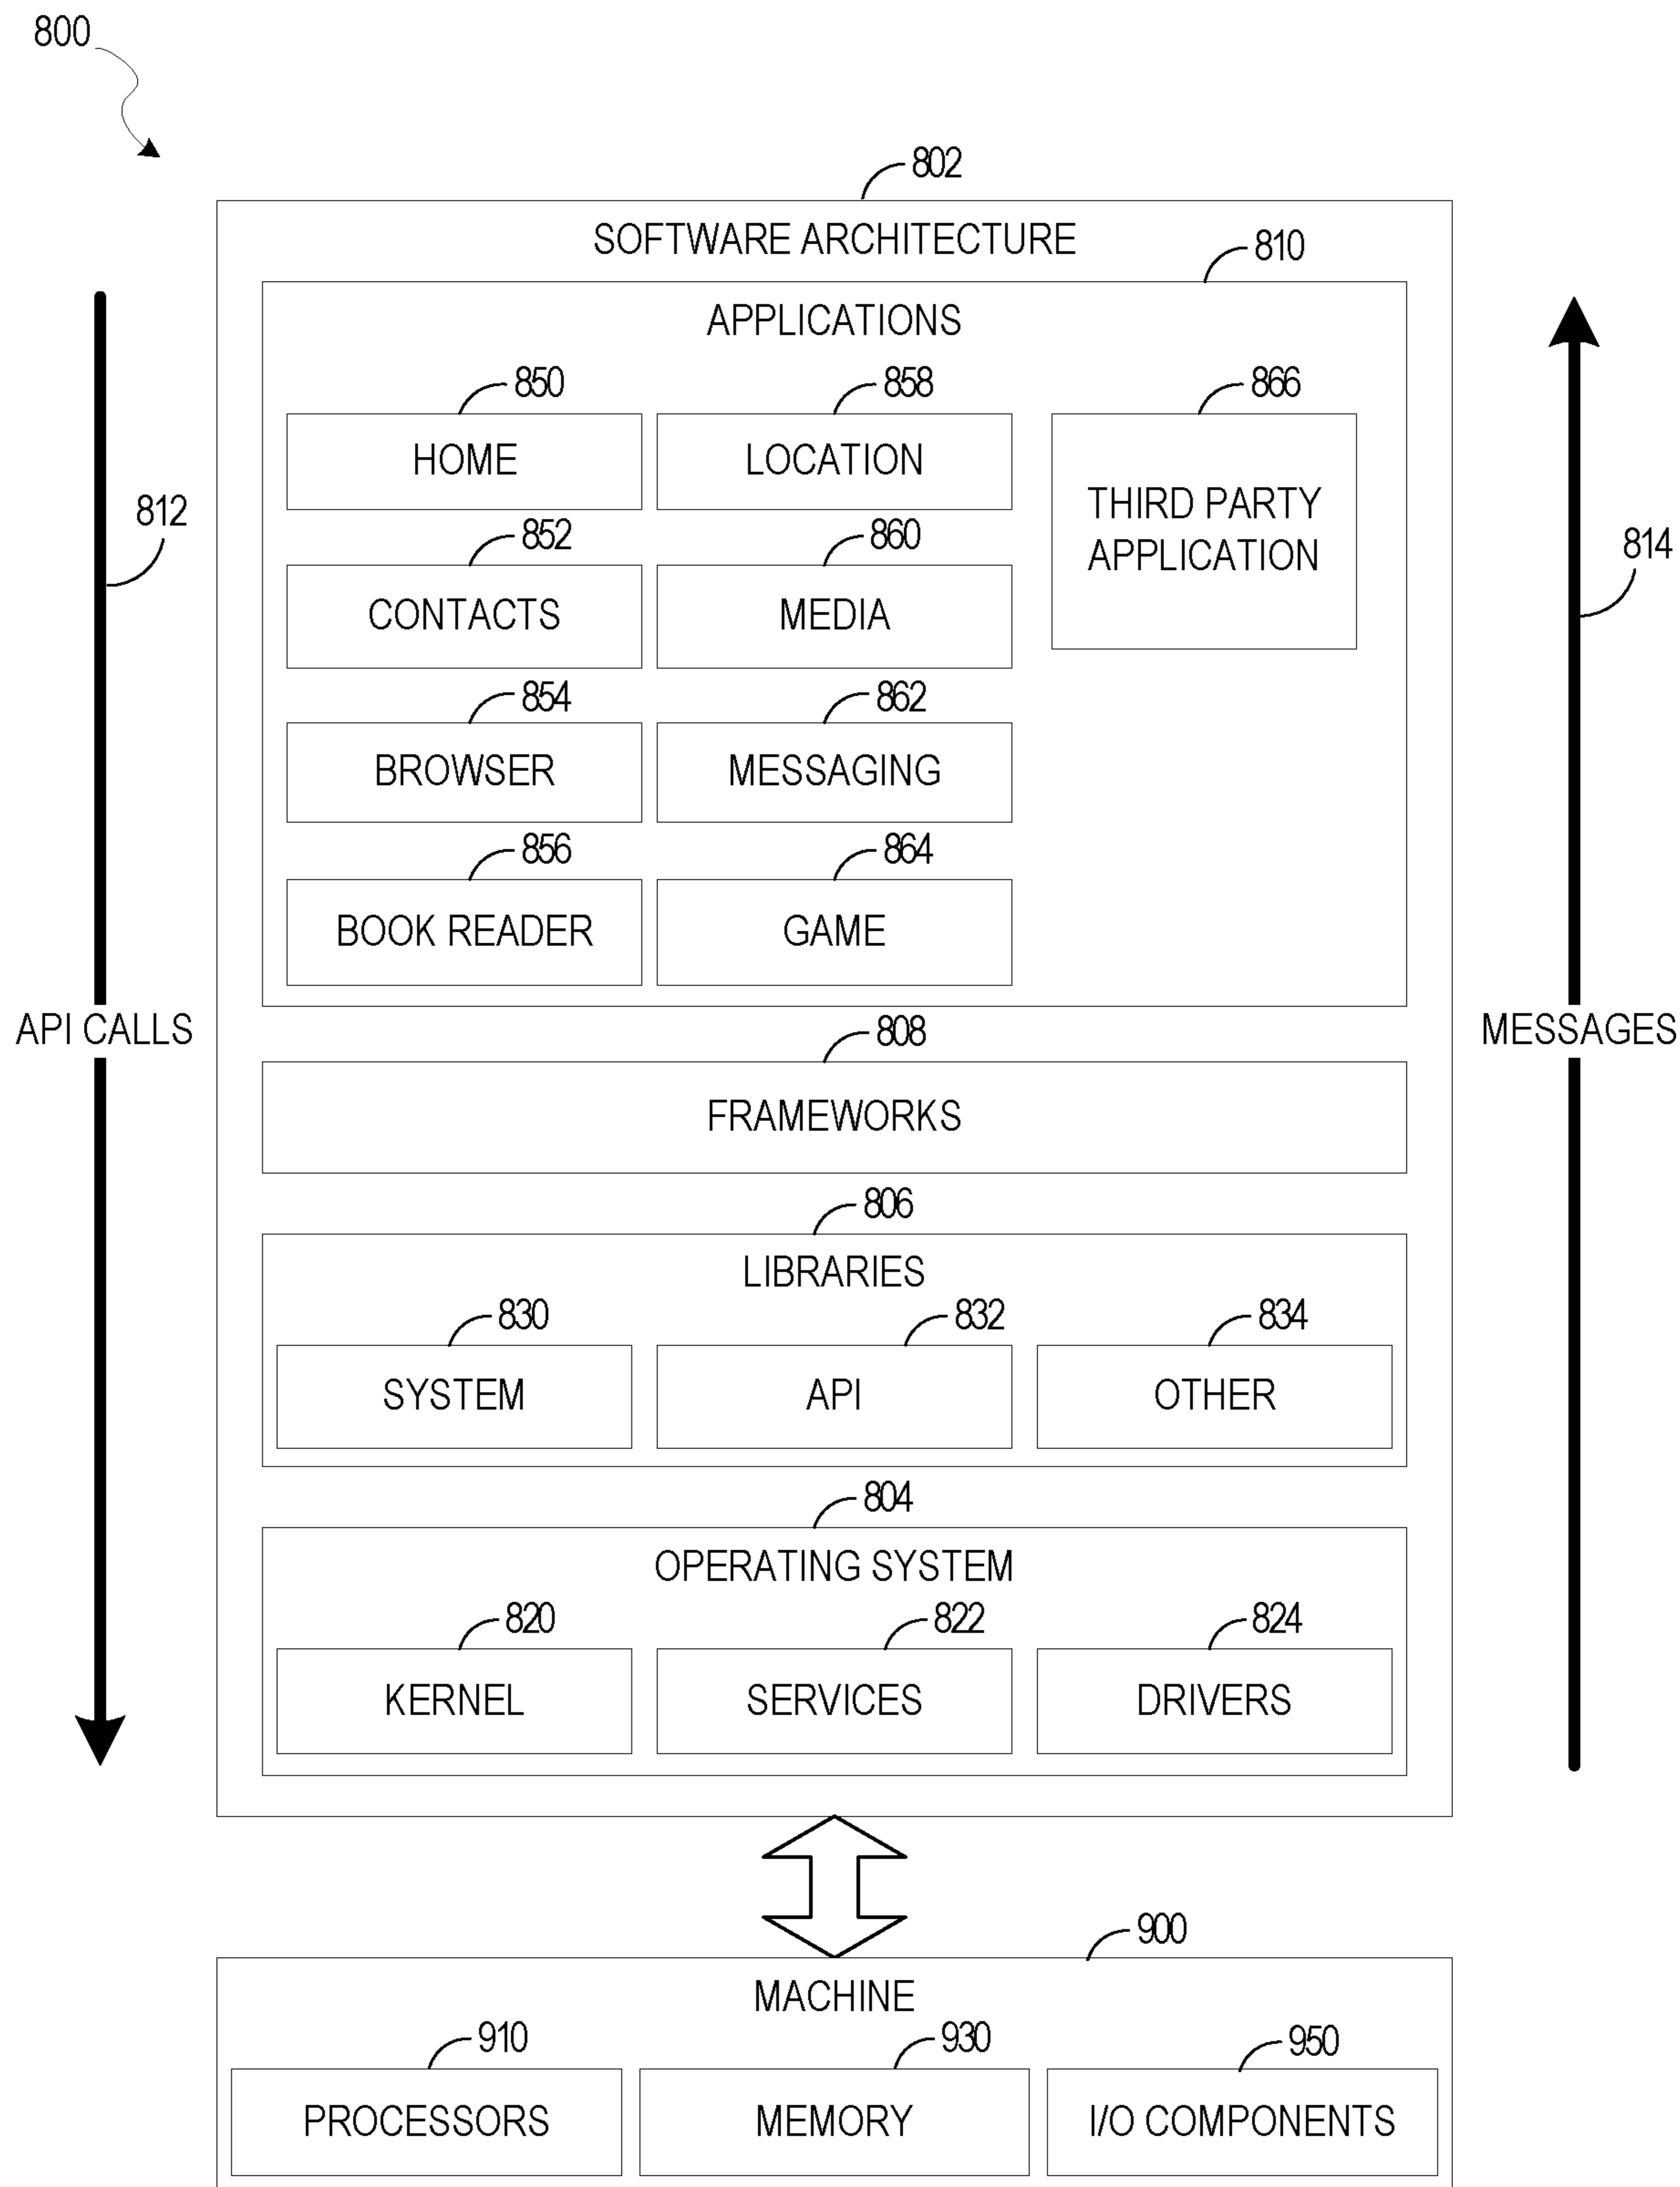 800
802
SOFTWARE ARCHITECTURE
810
APPLICATIONS
850
858
866
HOME
LOCATION
THIRD PARTY
APPLICATION
812
814
852
860
CONTACTS
MEDIA
854
862
BROWSER
MESSAGING
856
864
BOOK READER
GAME
API CALLS
MESSAGES
808
FRAMEWORKS
806
LIBRARIES
830
832
834
SYSTEM
API
OTHER
804
OPERATING SYSTEM
820
822
824
KERNEL
SERVICES
DRIVERS
900
MACHINE
910
930
950
PROCESSORS
MEMORY
I/O COMPONENTS